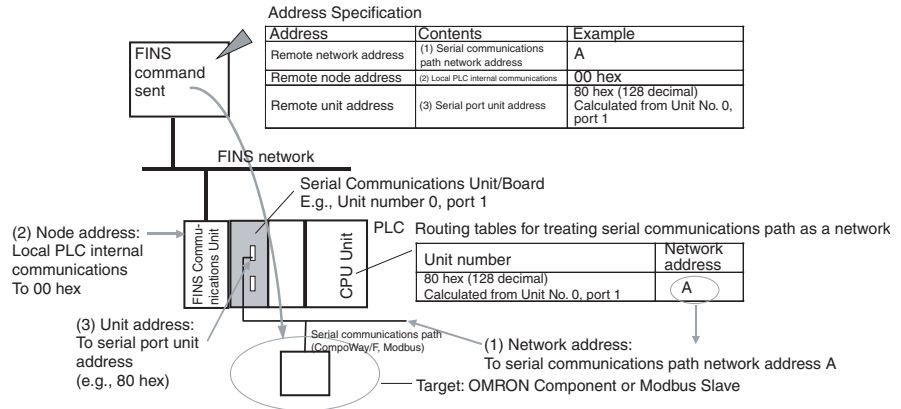 Address Specification
Address Contents Example
Remote network address (1) Serial communications path network address A
Remote node address (2) Local PLC internal communications 00 hex
Remote unit address (3) Serial port unit address 80 hex (128 decimal)
Calculated from Unit No. 0,
port 1
FINS
command
sent
FINS network
Serial Communications Unit/Board
E.g., Unit number 0, port 1
(2) Node address:
Local PLC internal
communications
To 00 hex
FINS Commu-
nications Unit
CPU Unit
PLC
Routing tables for treating serial communications path as a network
Unit number Network address
80 hex (128 decimal)
Calculated from Unit No. 0, port 1 A
(3) Unit address:
To serial port unit
address
(e.g., 80 hex)
Serial communications path
(CompoWay/F, Modbus)
(1) Network address:
To serial communications path network address A
Target: OMRON Component or Modbus Slave